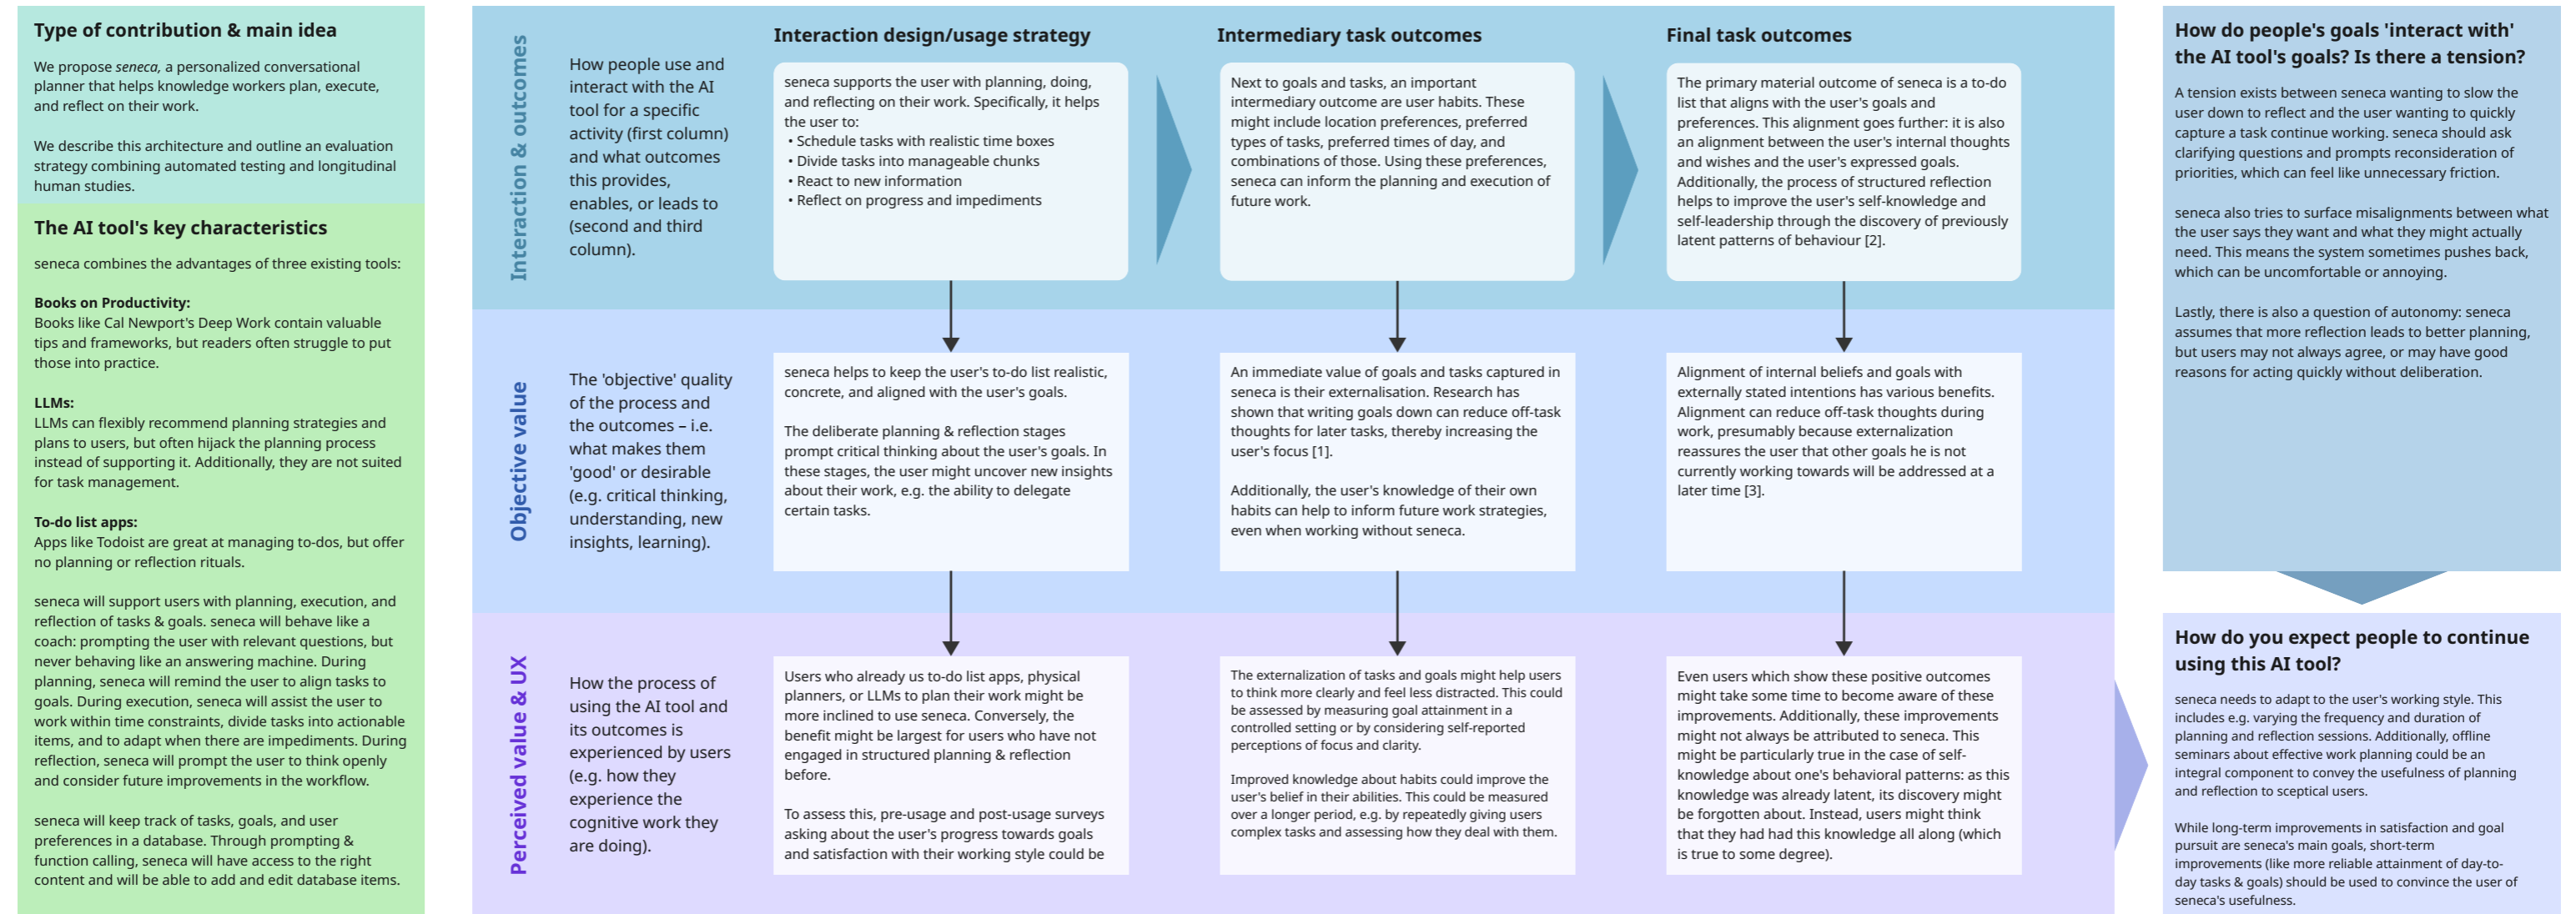 Type of contribution & main idea
We propose seneca, a personalized conversational
planner that helps knowledge workers plan, execute,
and reflect on their work.
We describe this architecture and outline an evaluation
strategy combining automated testing and longitudinal
human studies.
The AI tool's key characteristics
seneca combines the advantages of three existing tools:
Books on Productivity:
Books like Cal Newport's Deep Work contain valuable
tips and frameworks, but readers often struggle to put
those into practice.
LLMs:
LLMs can flexibly recommend planning strategies and
plans to users, but often hijack the planning process
instead of supporting it. Additionally, they are not suited
for task management.
To-do list apps:
Apps like Todoist are great at managing to-dos, but offer
no planning or reflection rituals.
seneca will support users with planning, execution, and
reflection of tasks & goals. seneca will behave like a
coach: prompting the user with relevant questions, but
never behaving like an answering machine. During
planning, seneca will remind the user to align tasks to
goals. During execution, seneca will assist the user to
work within time constraints, divide tasks into actionable
items, and to adapt when there are impediments. During
reflection, seneca will prompt the user to think openly
and consider future improvements in the workflow.
seneca will keep track of tasks, goals, and user
preferences in a database. Through prompting &
function calling, seneca will have access to the right
content and will be able to add and edit database items.
Interaction & outcomes
How people use and
interact with the AI
tool for a specific
activity (first column)
and what outcomes
this provides,
enables, or leads to
(second and third
column).
Interaction design/usage strategy
seneca supports the user with planning, doing,
and reflecting on their work. Specifically, it helps
the user to:
• Schedule tasks with realistic time boxes
• Divide tasks into manageable chunks
• React to new information
• Reflect on progress and impediments
Intermediary task outcomes
Next to goals and tasks, an important
intermediary outcome are user habits. These
might include location preferences, preferred
types of tasks, preferred times of day, and
combinations of those. Using these preferences,
seneca can inform the planning and execution of
future work.
Final task outcomes
The primary material outcome of seneca is a to-do
list that aligns with the user's goals and
preferences. This alignment goes further: it is also
an alignment between the user's internal thoughts
and wishes and the user's expressed goals.
Additionally, the process of structured reflection
helps to improve the user's self-knowledge and
self-leadership through the discovery of previously
latent patterns of behaviour [2].
Objective value
The 'objective' quality
of the process and
the outcomes – i.e.
what makes them
'good' or desirable
(e.g. critical thinking,
understanding, new
insights, learning).
seneca helps to keep the user's to-do list realistic,
concrete, and aligned with the user's goals.
The deliberate planning & reflection stages
prompt critical thinking about the user's goals. In
these stages, the user might uncover new insights
about their work, e.g. the ability to delegate
certain tasks.
An immediate value of goals and tasks captured in
seneca is their externalisation. Research has
shown that writing goals down can reduce off-task
thoughts for later tasks, thereby increasing the
user's focus [1].
Additionally, the user's knowledge of their own
habits can help to inform future work strategies,
even when working without seneca.
Alignment of internal beliefs and goals with
externally stated intentions has various benefits.
Alignment can reduce off-task thoughts during
work, presumably because externalization
reassures the user that other goals he is not
currently working towards will be addressed at a
later time [3].
Perceived value & UX
How the process of
using the AI tool and
its outcomes is
experienced by users
(e.g. how they
experience the
cognitive work they
are doing).
Users who already us to-do list apps, physical
planners, or LLMs to plan their work might be
more inclined to use seneca. Conversely, the
benefit might be largest for users who have not
engaged in structured planning & reflection
before.
To assess this, pre-usage and post-usage surveys
asking about the user's progress towards goals
and satisfaction with their working style could be
The externalization of tasks and goals might help users
to think more clearly and feel less distracted. This could
be assessed by measuring goal attainment in a
controlled setting or by considering self-reported
perceptions of focus and clarity.
Improved knowledge about habits could improve the
user's belief in their abilities. This could be measured
over a longer period, e.g. by repeatedly giving users
complex tasks and assessing how they deal with them.
Even users which show these positive outcomes
might take some time to become aware of these
improvements. Additionally, these improvements
might not always be attributed to seneca. This
might be particularly true in the case of self-
knowledge about one's behavioral patterns: as this
knowledge was already latent, its discovery might
be forgotten about. Instead, users might think
that they had had this knowledge all along (which
is true to some degree).
How do people's goals 'interact with'
the AI tool's goals? Is there a tension?
A tension exists between seneca wanting to slow the
user down to reflect and the user wanting to quickly
capture a task continue working. seneca should ask
clarifying questions and prompts reconsideration of
priorities, which can feel like unnecessary friction.
seneca also tries to surface misalignments between what
the user says they want and what they might actually
need. This means the system sometimes pushes back,
which can be uncomfortable or annoying.
Lastly, there is also a question of autonomy: seneca
assumes that more reflection leads to better planning,
but users may not always agree, or may have good
reasons for acting quickly without deliberation.
How do you expect people to continue
using this AI tool?
seneca needs to adapt to the user's working style. This
includes e.g. varying the frequency and duration of
planning and reflection sessions. Additionally, offline
seminars about effective work planning could be an
integral component to convey the usefulness of planning
and reflection to sceptical users.
While long-term improvements in satisfaction and goal
pursuit are seneca's main goals, short-term
improvements (like more reliable attainment of day-to-
day tasks & goals) should be used to convince the user of
seneca's usefulness.